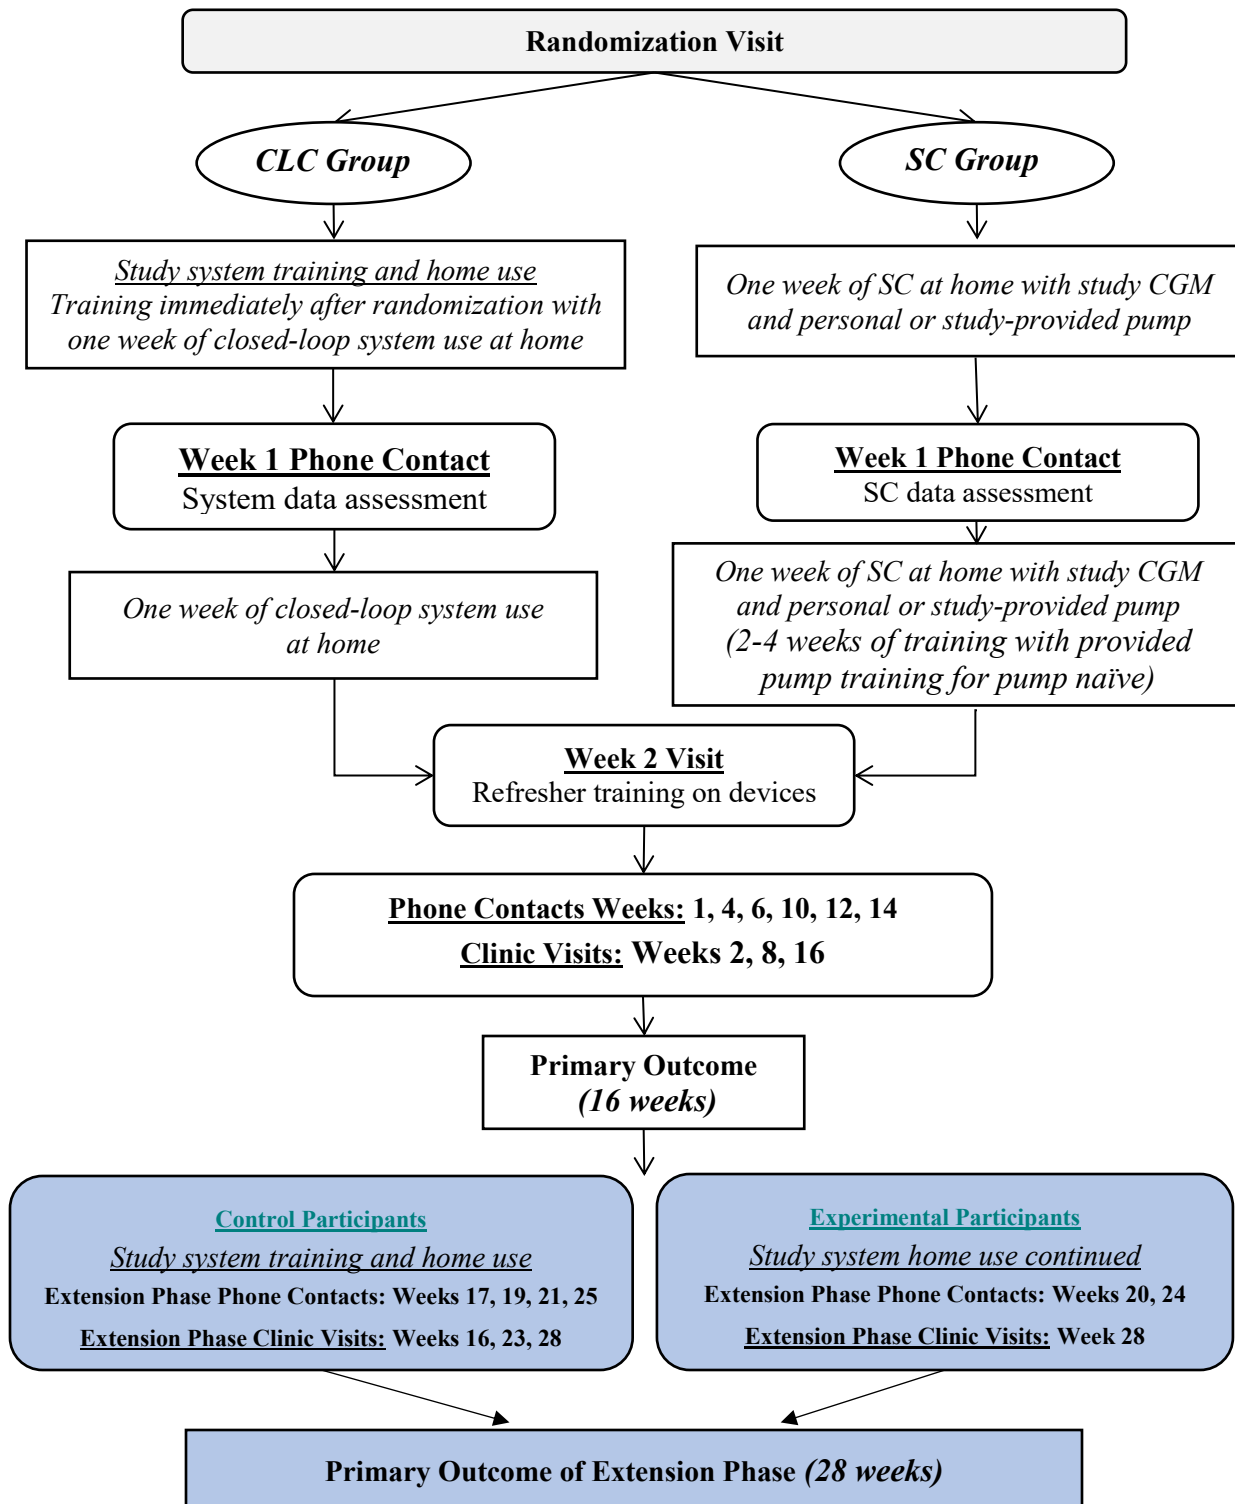 Randomization Visit
CLC Group
SC Group
Study system training and home use
Training immediately after randomization with
one week of closed-loop system use at home
One week of SC at home with study CGM
and personal or study-provided pump
Week 1 Phone Contact
System data assessment
Week 1 Phone Contact
SC data assessment
One week of closed-loop system use
at home
One week of SC at home with study CGM
and personal or study-provided pump
(2-4 weeks of training with provided
pump training for pump naïve)
Week 2 Visit
Refresher training on devices
Phone Contacts Weeks: 1, 4, 6, 10, 12, 14
Clinic Visits: Weeks 2, 8, 16
Primary Outcome
(16 weeks)
Control Participants
Study system training and home use
Extension Phase Phone Contacts: Weeks 17, 19, 21, 25
Extension Phase Clinic Visits: Weeks 16, 23, 28
Experimental Participants
Study system home use continued
Extension Phase Phone Contacts: Weeks 20, 24
Extension Phase Clinic Visits: Week 28
Primary Outcome of Extension Phase (28 weeks)